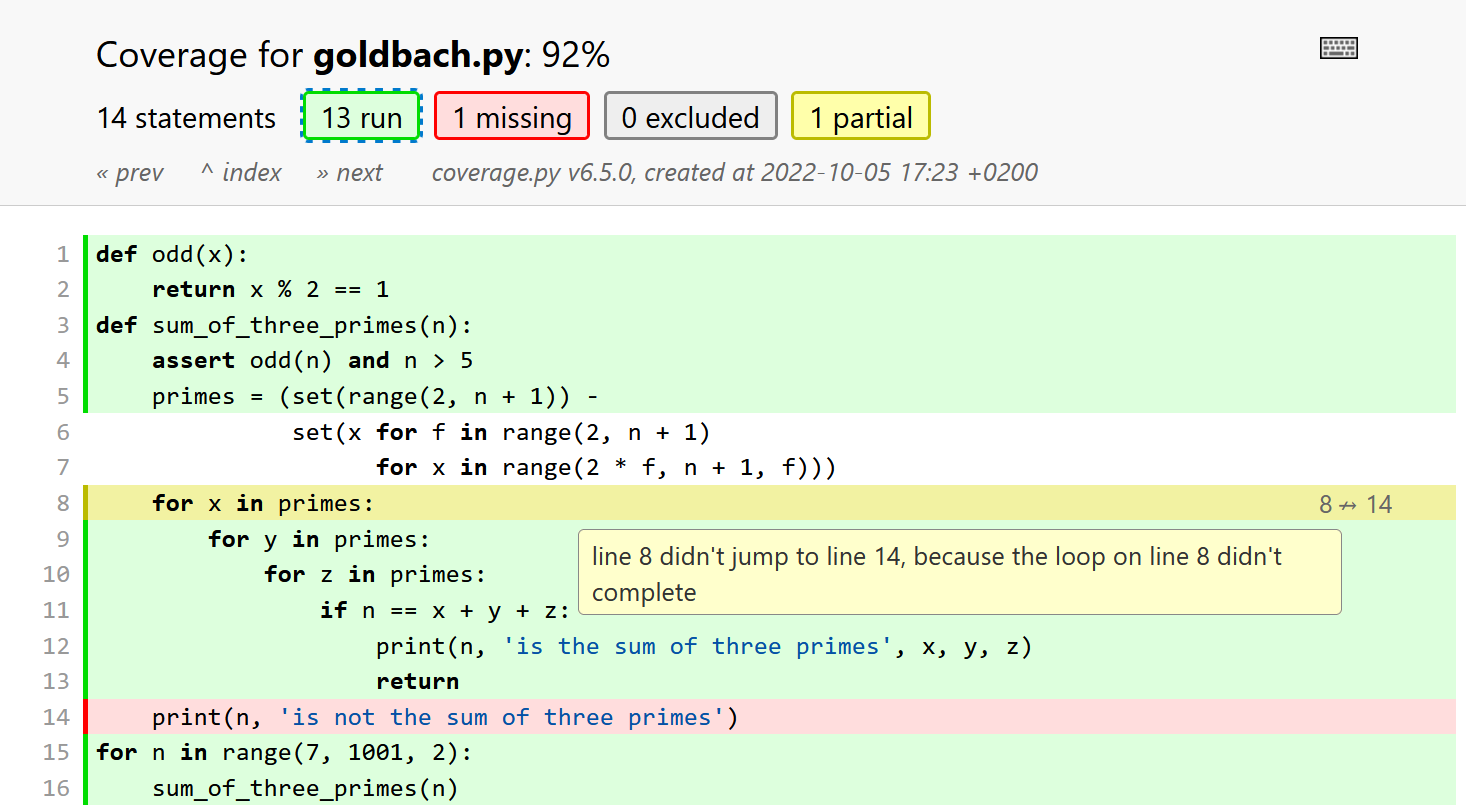 Coverage for goldbach.py: 92%
14 statements 13 run 1 missing 0 excluded 1 partial
« prev ^ index » next coverage.py v6.5.0, created at 2022-10-05 17:23 +0200
1 def odd(x):
2     return x % 2 == 1
3 def sum_of_three_primes(n):
4     assert odd(n) and n > 5
5     primes = (set(range(2, n + 1)) -
6               set(x for f in range(2, n + 1)
7                     for x in range(2 * f, n + 1, f)))
8     for x in primes: 8 ↛ 14
9         for y in primes:
line 8 didn't jump to line 14, because the loop on line 8 didn't
complete
10             for z in primes:
11                 if n == x + y + z:
12                     print(n, 'is the sum of three primes', x, y, z)
13                     return
14     print(n, 'is not the sum of three primes')
15 for n in range(7, 1001, 2):
16     sum_of_three_primes(n)